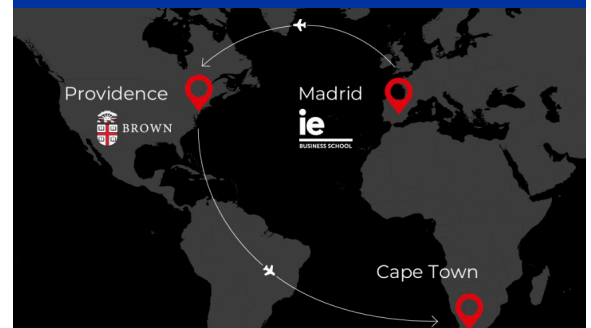 Providence
BROWN
Madrid
ie
BUSINESS SCHOOL
Cape Town